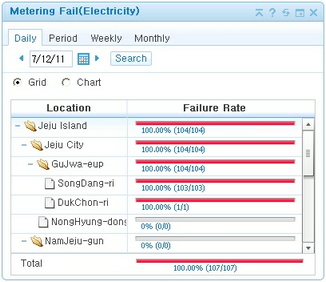 Metering Fail(Electricity)
Daily Period Weekly Monthly
7/12/11 Search
Grid Chart
Location Failure Rate
Jeju Island 100.00% (104/104)
Jeju City 100.00% (104/104)
GuJwa-eup 100.00% (104/104)
SongDang-ri 100.00% (103/103)
DukChon-ri 100.00% (1/1)
NongHyung-dong 0% (0/0)
NamJeju-gun 0% (0/0)
Total 100.00% (107/107)